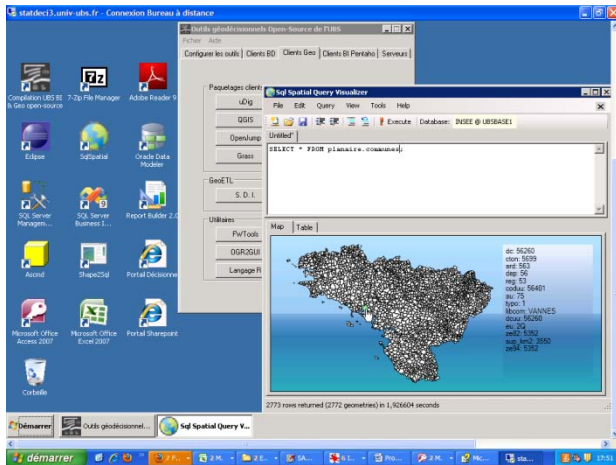 statdeci3.univ-ubs.fr - Connexion Bureau à distance
Outils géodécisionnels Open-Source de l'UBS
Fichier Aide
Configurer les outils Clients BD Clients Geo Clients BI Pentaho Serveurs
Paquetages clients
uDig
QGIS
OpenJump
Grass
GeoETL
S. D. I.
Utilitaires
FWTools
OGR2GUI
Langage R
Compilation UBS BI & Geo open-source
7-Zip File Manager
Adobe Reader 9
Eclipse
SqlSpatial
Oracle Data Modeler
SQL Server Managem...
SQL Server Business I...
Report Builder 2.0
Ascmd
Shape2Sql
Portail Décisionne
Microsoft Office Access 2007
Microsoft Office Excel 2007
Portail Sharepoint
Corbeille
Sql Spatial Query Visualizer
File Edit Query View Tools Help
Execute Database: INSEE @ UBSBASE1
Untitled*
SELECT * FROM planaire.communes
Map Table
dc: 56260
cton: 5699
arrd: 563
dep: 56
reg: 53
coduu: 56401
au: 75
typo: 1
libcom: VANNES
dcuu: 56260
eu: 2Q
ze82: 5352
sup_km2: 3550
ze94: 5352
2773 rows returned (2772 geometries) in 1,926604 seconds
Démarrer Outils géodécisionnel... Sql Spatial Query V...
démarrer
17:51